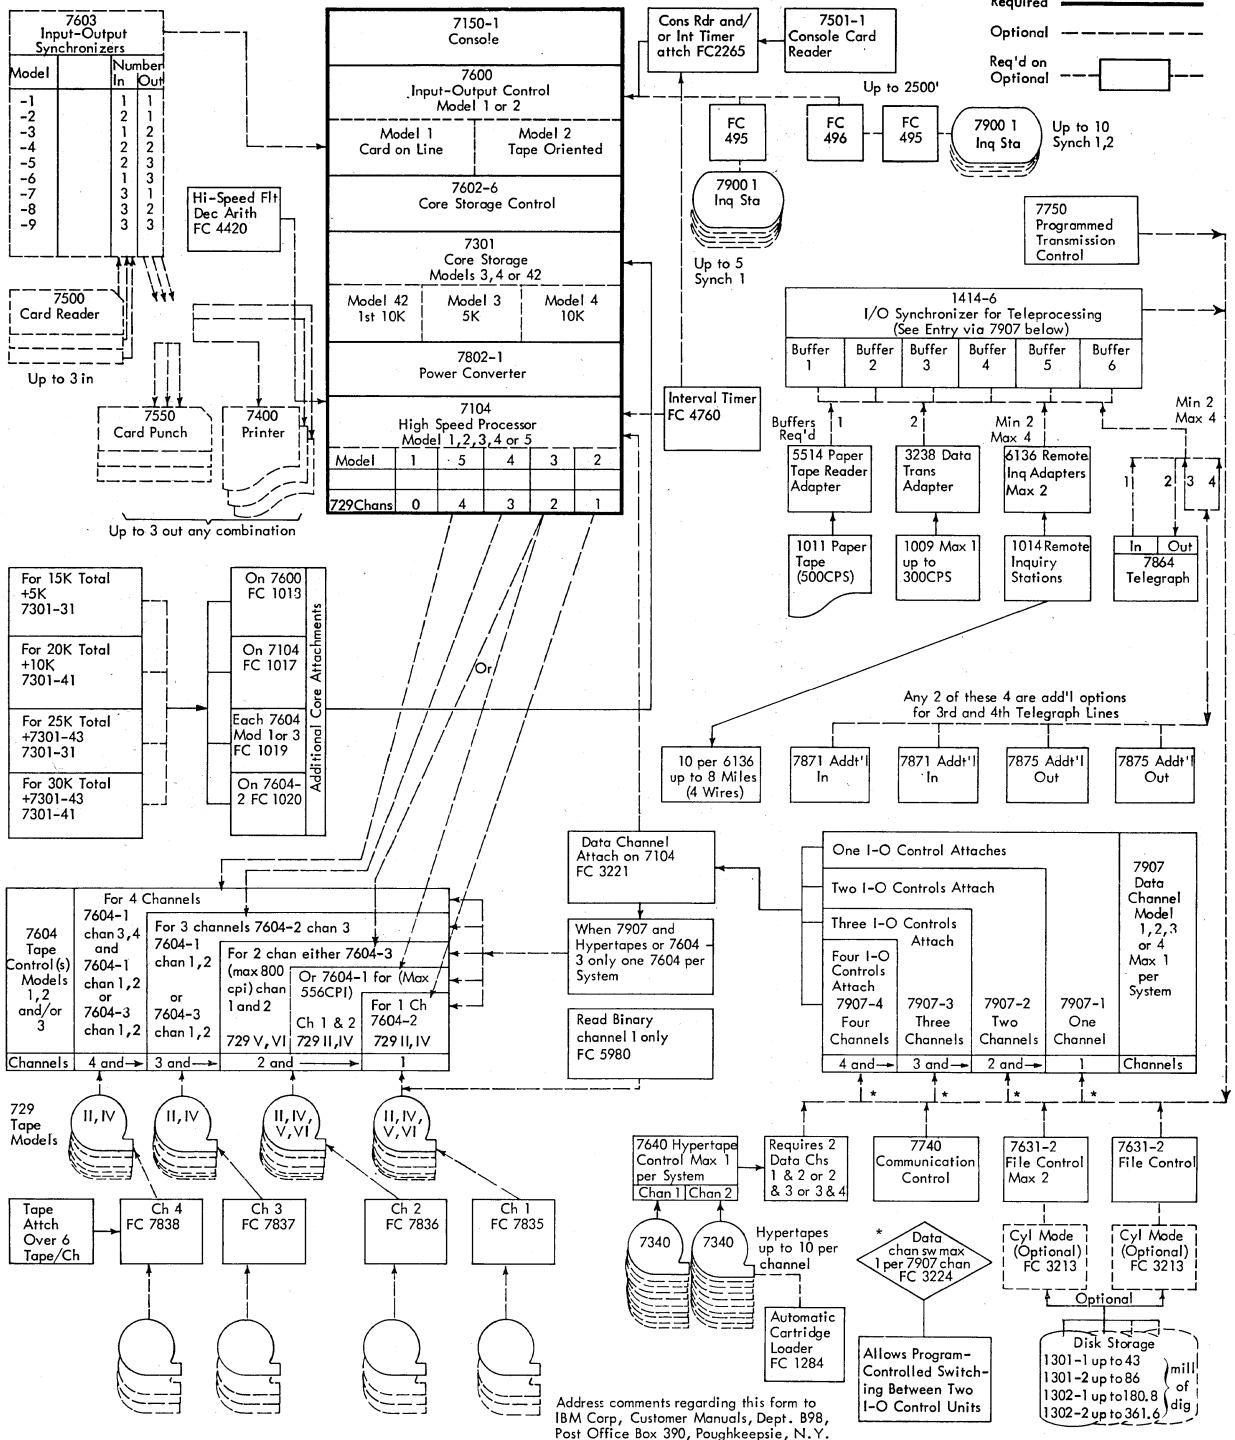 Required
Optional
Req'd on
Optional
7603
Input-Output
Synchronizers
Model Number
In Out
-1 1 1
-2 2 1
-3 1 2
-4 2 2
-5 2 3
-6 1 3
-7 3 1
-8 3 2
-9 3 3
7500
Card Reader
Up to 3 in
7550
Card Punch
7400
Printer
Up to 3 out any combination
Hi-Speed Flt
Dec Arith
FC 4420
7150-1
Console
7600
Input-Output Control
Model 1 or 2
Model 1
Card on Line
Model 2
Tape Oriented
7602-6
Core Storage Control
7301
Core Storage
Models 3,4 or 42
Model 42
1st 10K
Model 3
5K
Model 4
10K
7802-1
Power Converter
7104
High Speed Processor
Model 1,2,3,4 or 5
Model 1 5 4 3 2
729Chans 0 4 3 2 1
Cons Rdr and/
or Int Timer
attch FC2265
7501-1
Console Card
Reader
Up to 2500'
FC
495
FC
496
FC
495
7900 1
Inq Sta
Up to 10
Synch 1,2
7900 1
Inq Sta
Up to 5
Synch 1
7750
Programmed
Transmission
Control
1414-6
I/O Synchronizer for Teleprocessing
(See Entry via 7907 below)
Buffer
1
Buffer
2
Buffer
3
Buffer
4
Buffer
5
Buffer
6
Interval Timer
FC 4760
Buffers
Req'd
1
2
Min 2
Max 4
Min 2
Max 4
5514 Paper
Tape Reader
Adapter
3238 Data
Trans
Adapter
6136 Remote
Inq Adapters
Max 2
1 2 3 4
1011 Paper
Tape
(500CPS)
1009 Max 1
up to
300CPS
1014 Remote
Inquiry
Stations
In Out
7864
Telegraph
For 15K Total
+5K
7301-31
For 20K Total
+10K
7301-41
For 25K Total
+7301-43
7301-31
For 30K Total
+7301-43
7301-41
On 7600
FC 1013
On 7104
FC 1017
Each 7604
Mod 1or 3
FC 1019
On 7604-
2 FC 1020
Additional Core Attachments
Or
Any 2 of these 4 are add'l options
for 3rd and 4th Telegraph Lines
10 per 6136
up to 8 Miles
(4 Wires)
7871 Addt'l
In
7871 Addt'l
In
7875 Addt'l
Out
7875 Addt'l
Out
Data Channel
Attach on 7104
FC 3221
When 7907 and
Hypertapes or 7604 -
3 only one 7604 per
System
Read Binary
channel 1 only
FC 5980
One I-O Control Attaches
Two I-O Controls Attach
Three I-O Controls
Attach
Four I-O
Controls
Attach
7907-4
Four
Channels
7907-3
Three
Channels
7907-2
Two
Channels
7907-1
One
Channel
7907
Data
Channel
Model
1,2,3
or 4
Max 1
per
System
4 and 3 and 2 and 1 Channels
* * * *
7604
Tape
Control(s)
Models
1,2
and/or
3
For 4 Channels
7604-1
chan 3,4
and
7604-1
chan 1,2
or
7604-3
chan 1,2
For 3 channels 7604-2 chan 3
7604-1
chan 1,2
or
7604-3
chan 1,2
For 2 chan either 7604-3
(max 800
cpi) chan
1 and 2
729 V,VI
Or 7604-1 for (Max
556CPI)
Ch 1 & 2
729 II,IV
For 1 Ch
7604-2
729 II,IV
Channels 4 and 3 and 2 and 1
729
Tape
Models
II,IV
II,IV
II,IV,
V,VI
II,IV,
V,VI
Tape
Attch
Over 6
Tape/Ch
Ch 4
FC 7838
Ch 3
FC 7837
Ch 2
FC 7836
Ch 1
FC 7835
7640 Hypertape
Control Max 1
per System
Chan 1 Chan 2
Requires 2
Data Chs
1 & 2 or 2
& 3 or 3 & 4
7740
Communication
Control
7631-2
File Control
Max 2
7631-2
File Control
7340
7340
Hypertapes
up to 10 per
channel
*
Data
chan sw max
1 per 7907 chan
FC 3224
Cyl Mode
(Optional)
FC 3213
Cyl Mode
(Optional)
FC 3213
Optional
Automatic
Cartridge
Loader
FC 1284
Allows Program-
Controlled Switch-
ing Between Two
I-O Control Units
Disk Storage
1301-1 up to 43
1301-2 up to 86
1302-1 up to 180.8
1302-2 up to 361.6
mill
of
dig
Address comments regarding this form to
IBM Corp, Customer Manuals, Dept. B98,
Post Office Box 390, Poughkeepsie, N.Y.